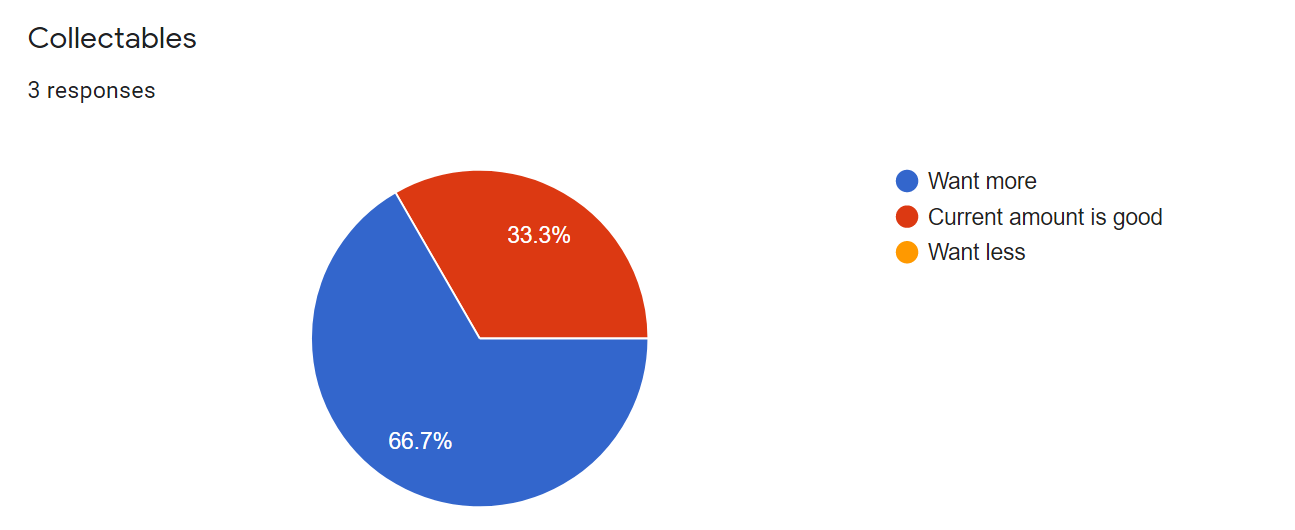 Collectables
3 responses
33.3%
66.7%
Want more
Current amount is good
Want less